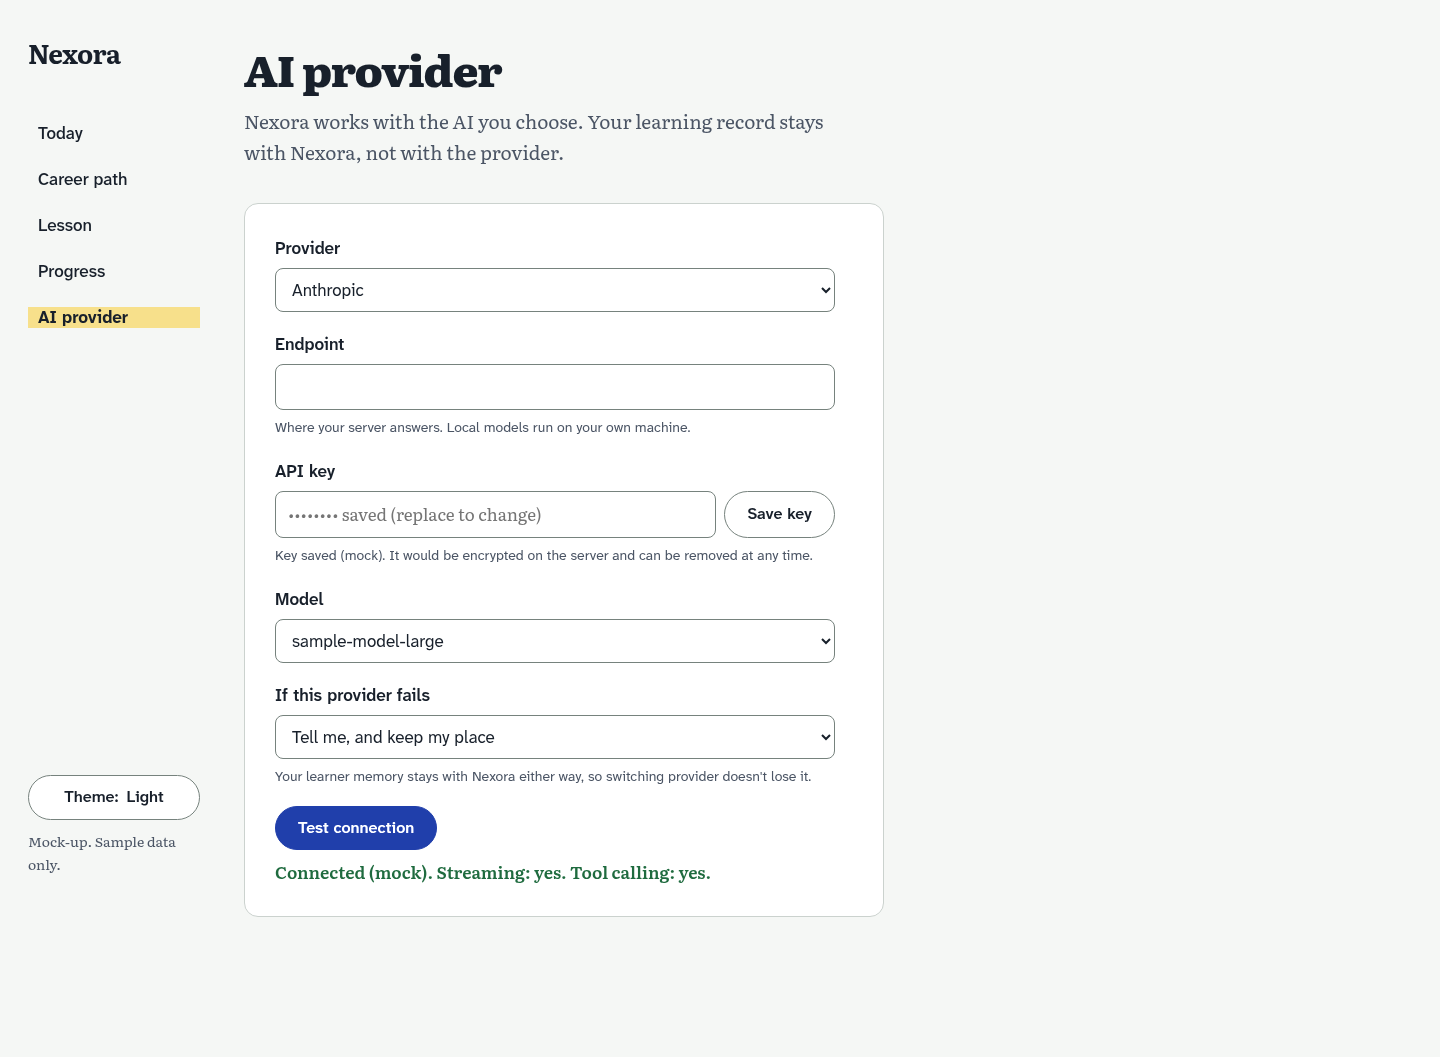 Nexora
Today
Career path
Lesson
Progress
AI provider
Theme: Light
Mock-up. Sample data
only.
AI provider
Nexora works with the AI you choose. Your learning record stays
with Nexora, not with the provider.
Provider
Anthropic
Endpoint
Where your server answers. Local models run on your own machine.
API key
•••••••• saved (replace to change)
Save key
Key saved (mock). It would be encrypted on the server and can be removed at any time.
Model
sample-model-large
If this provider fails
Tell me, and keep my place
Your learner memory stays with Nexora either way, so switching provider doesn't lose it.
Test connection
Connected (mock). Streaming: yes. Tool calling: yes.